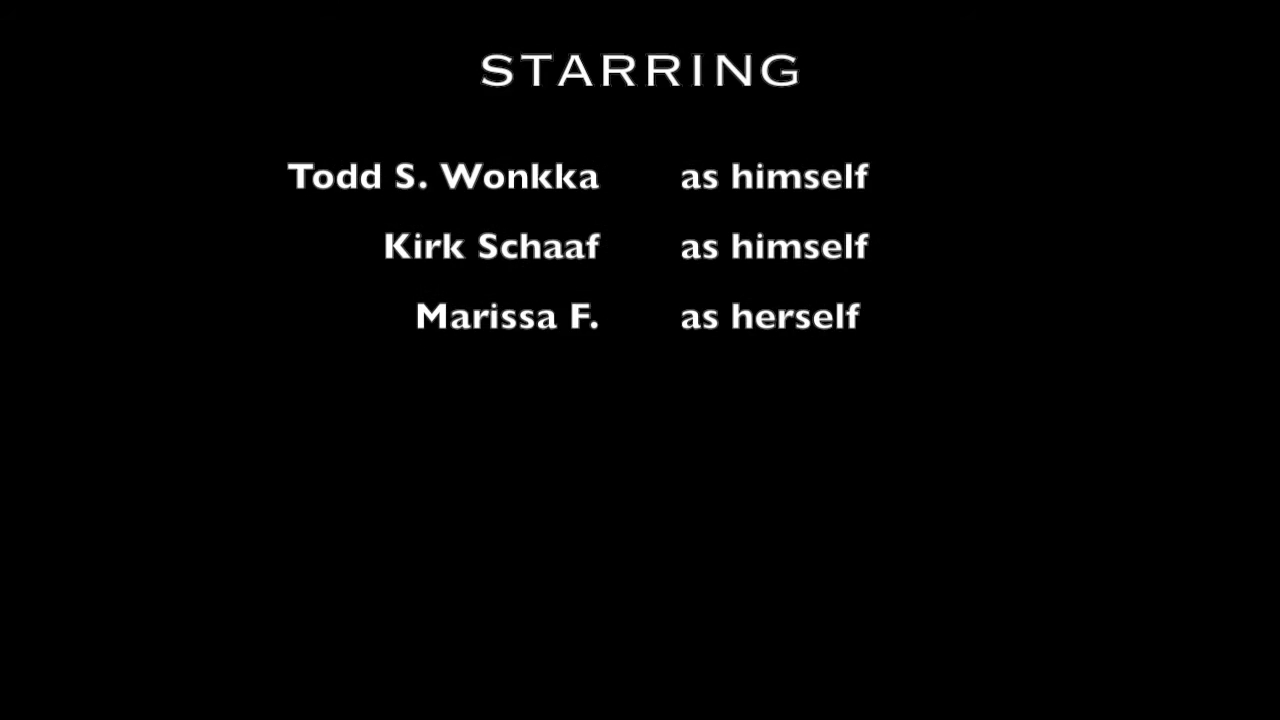 STARRING
Todd S. Wonkka as himself
Kirk Schaaf as himself
Marissa F. as herself